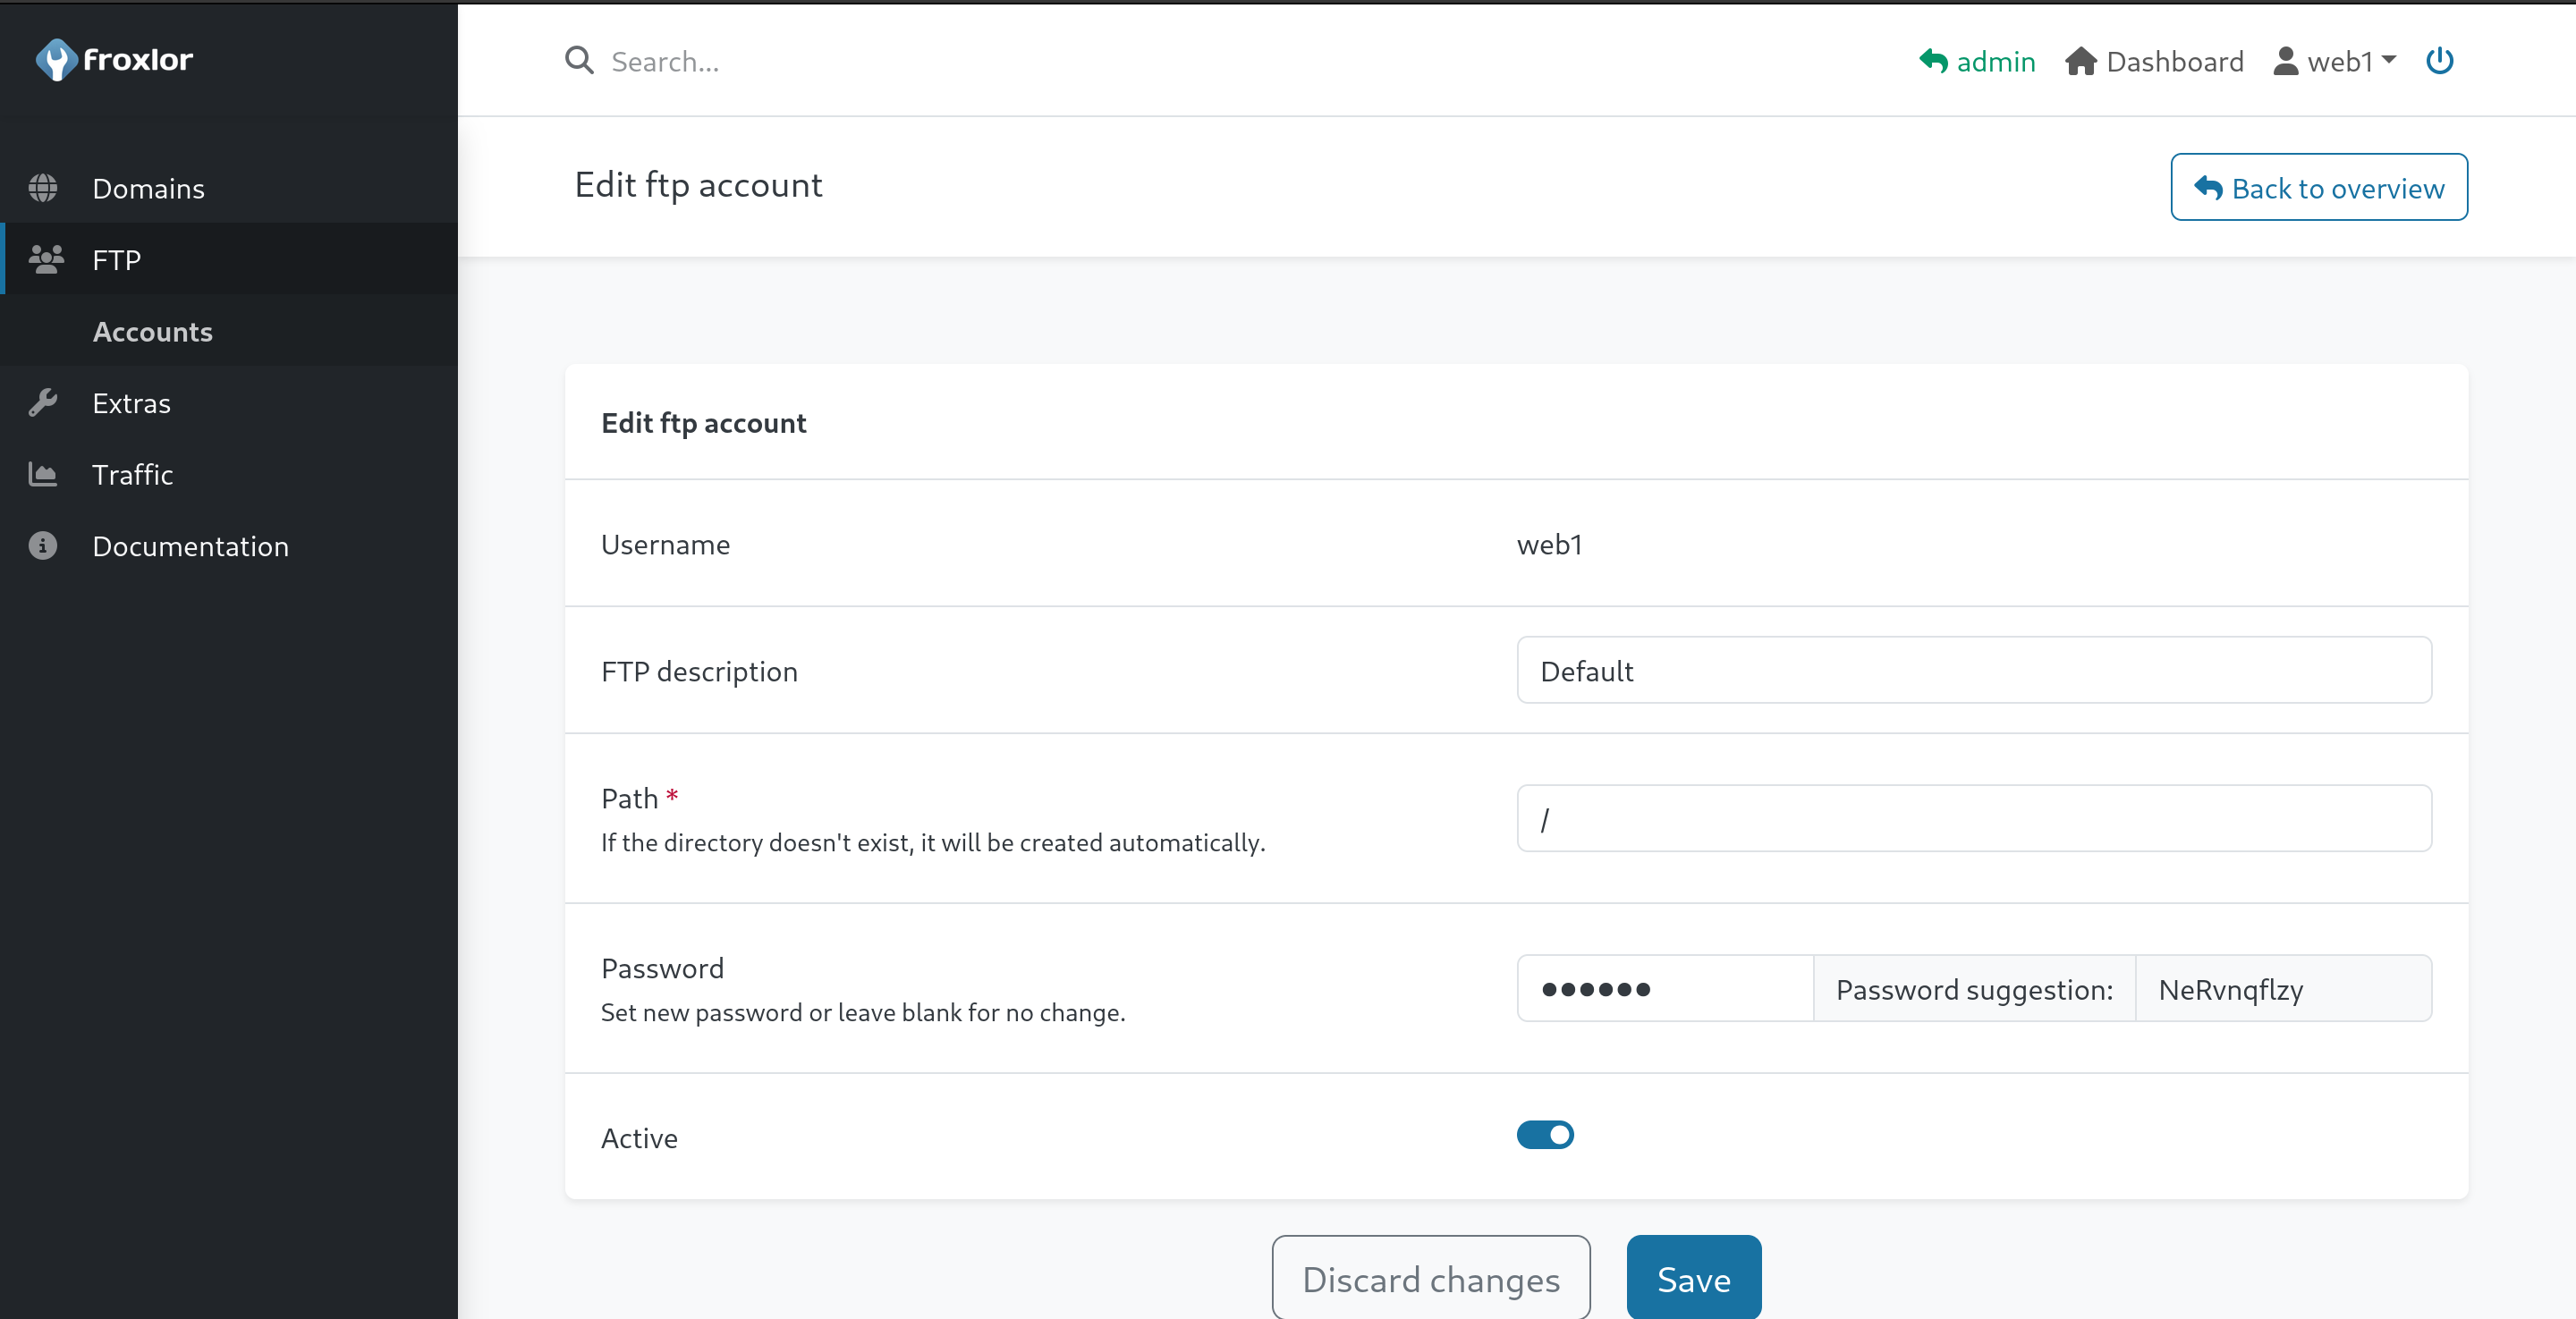 froxlor
Search...
admin
Dashboard
web1
Domains
FTP
Accounts
Extras
Traffic
Documentation
Edit ftp account
Back to overview
Edit ftp account
Username
web1
FTP description
Default
Path *
If the directory doesn't exist, it will be created automatically.
/
Password
Set new password or leave blank for no change.
••••••
Password suggestion:
NeRvnqflzy
Active
Discard changes
Save